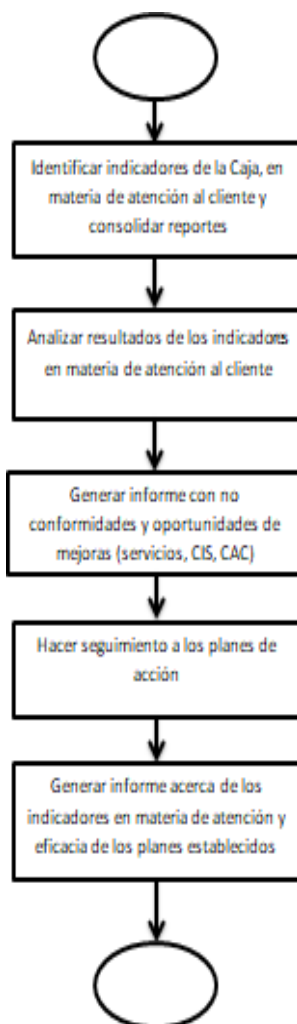 Identificar indicadores de la Caja, en
materia de atención al cliente y
consolidar reportes
Analizar resultados de los indicadores
en materia de atención al cliente
Generar informe con no
conformidades y oportunidades de
mejoras (servicios, CIS, CAC)
Hacer seguimiento a los planes de
acción
Generar informe acerca de los
indicadores en materia de atención y
eficacia de los planes establecidos